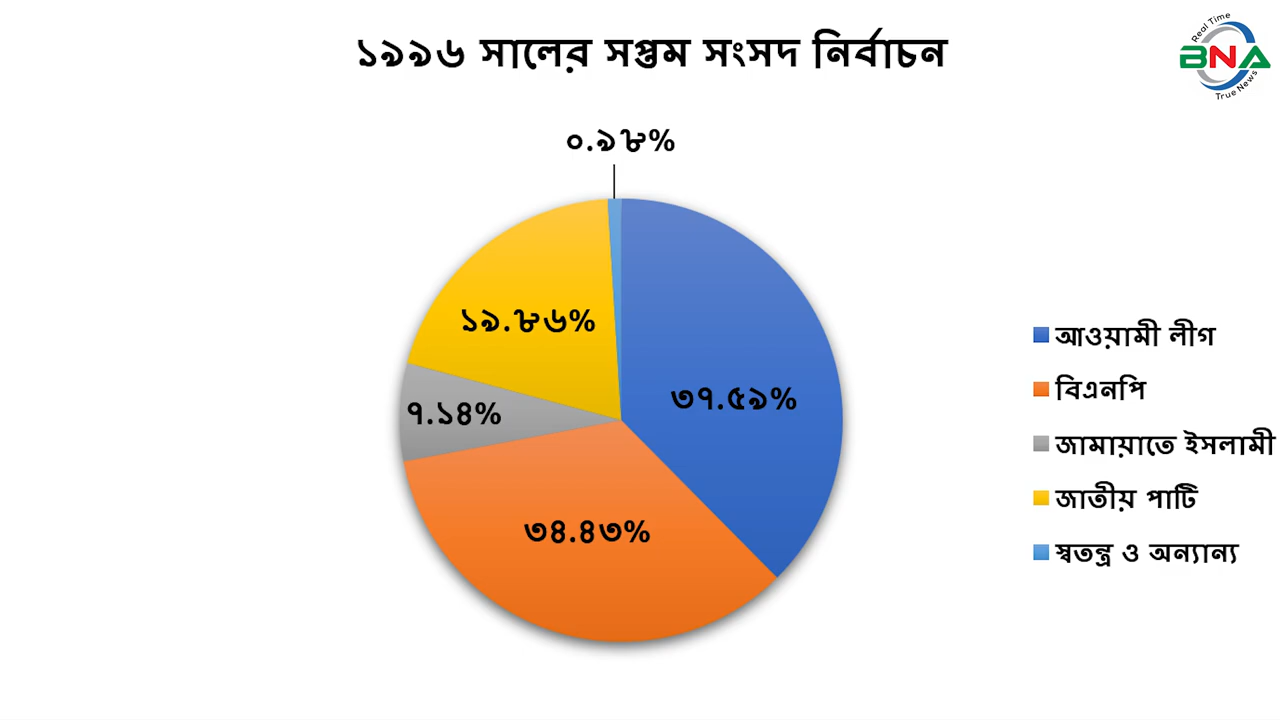 ১৯৯৬ সালের সপ্তম সংসদ নির্বাচন
Real Time
BNA
True News
০.৯৮%
১৯.৮৬%
৩৭.৫৯%
৭.১৪%
৩৪.৪৩%
আওয়ামী লীগ
বিএনপি
জামায়াতে ইসলামী
জাতীয় পার্টি
স্বতন্ত্র ও অন্যান্য